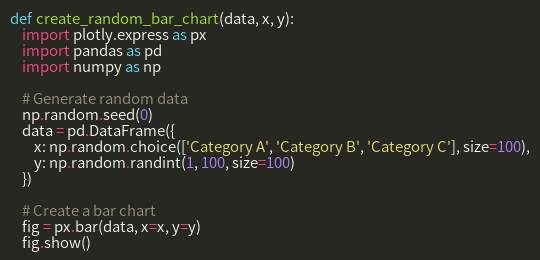 def create_random_bar_chart(data, x, y):
    import plotly.express as px
    import pandas as pd
    import numpy as np

    # Generate random data
    np.random.seed(0)
    data = pd.DataFrame({
        x: np.random.choice(['Category A', 'Category B', 'Category C'], size=100),
        y: np.random.randint(1, 100, size=100)
    })

    # Create a bar chart
    fig = px.bar(data, x=x, y=y)
    fig.show()